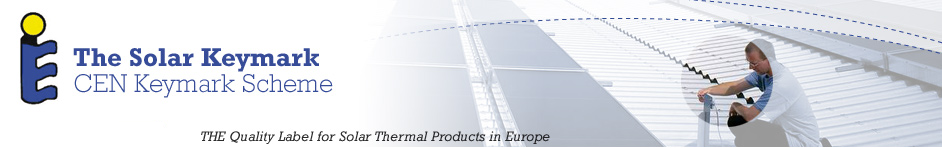 The Solar Keymark
CEN Keymark Scheme
THE Quality Label for Solar Thermal Products in Europe